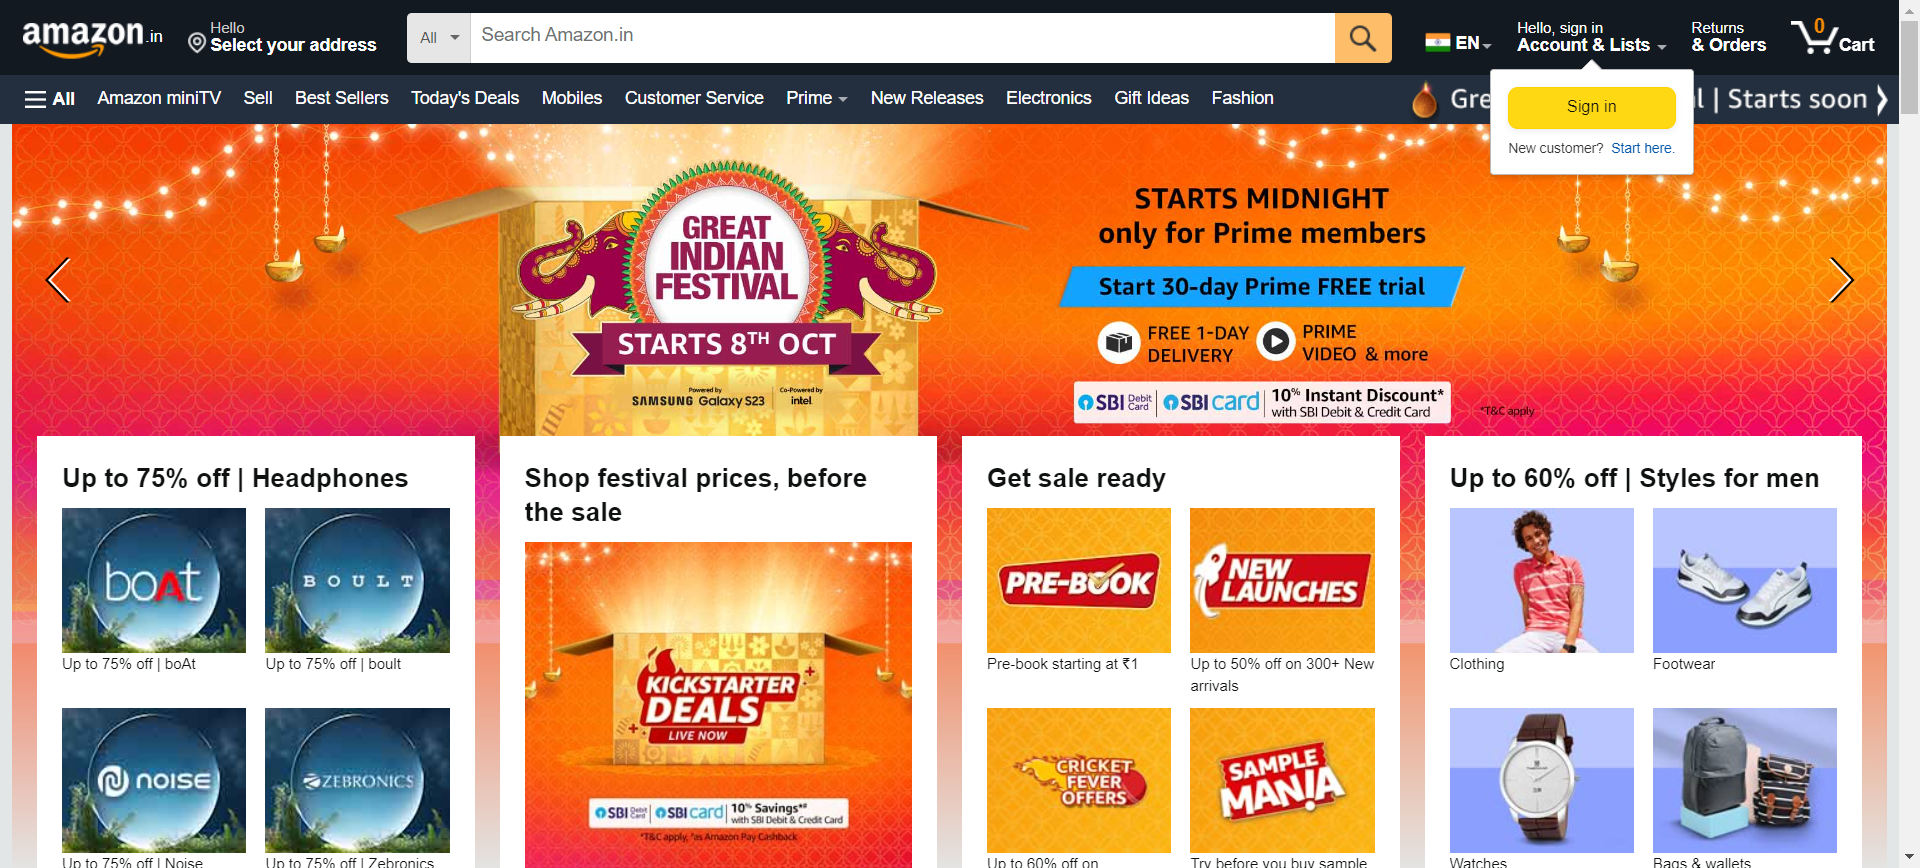 amazon.in
Hello
Select your address
All
Search Amazon.in
EN
Hello, sign in
Account & Lists
Returns
& Orders
0
Cart
All
Amazon miniTV
Sell
Best Sellers
Today's Deals
Mobiles
Customer Service
Prime
New Releases
Electronics
Gift Ideas
Fashion
Gre
l | Starts soon
Sign in
New customer? Start here.
GREAT
INDIAN
FESTIVAL
STARTS 8TH OCT
Powered by
SAMSUNG Galaxy S23
Co-Powered by
intel.
STARTS MIDNIGHT
only for Prime members
Start 30-day Prime FREE trial
FREE 1-DAY
DELIVERY
PRIME
VIDEO & more
SBI Debit Card
SBI card
10% Instant Discount*
with SBI Debit & Credit Card
*T&C apply
Up to 75% off | Headphones
boAt
BOULT
Up to 75% off | boAt
Up to 75% off | boult
noise
ZEBRONICS
Up to 75% off | Noise
Up to 75% off | Zebronics
Shop festival prices, before
the sale
KICKSTARTER
DEALS
LIVE NOW
SBI Debit Card
SBI card
10% Savings*#
with SBI Debit & Credit Card
*T&C apply, #as Amazon Pay Cashback
Get sale ready
PRE-BOOK
NEW
LAUNCHES
Pre-book starting at ₹1
Up to 50% off on 300+ New
arrivals
CRICKET
FEVER
OFFERS
SAMPLE
MANIA
Up to 60% off on
Try before you buy sample
Up to 60% off | Styles for men
Clothing
Footwear
Watches
Bags & wallets